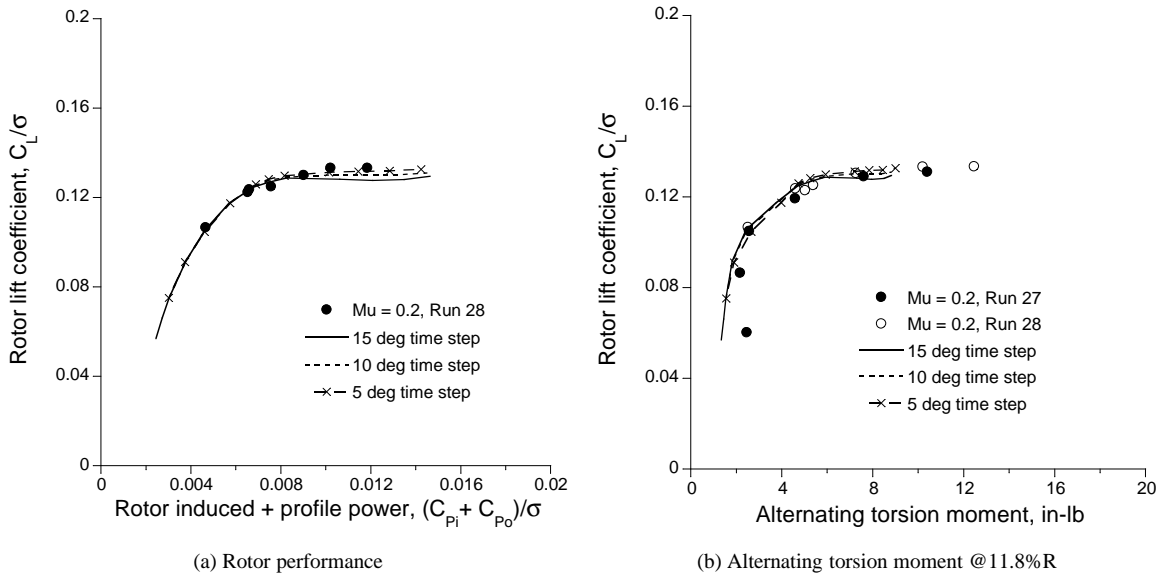 0.2
0.16
0.12
0.08
0.04
0
Rotor lift coefficient, C_L/σ
Mu = 0.2, Run 28
15 deg time step
10 deg time step
5 deg time step
0 0.004 0.008 0.012 0.016 0.02
Rotor induced + profile power, (C_Pi + C_Po)/σ
(a) Rotor performance
0.2
0.16
0.12
0.08
0.04
0
Rotor lift coefficient, C_L/σ
Mu = 0.2, Run 27
Mu = 0.2, Run 28
15 deg time step
10 deg time step
5 deg time step
0 4 8 12 16 20
Alternating torsion moment, in-lb
(b) Alternating torsion moment @11.8%R